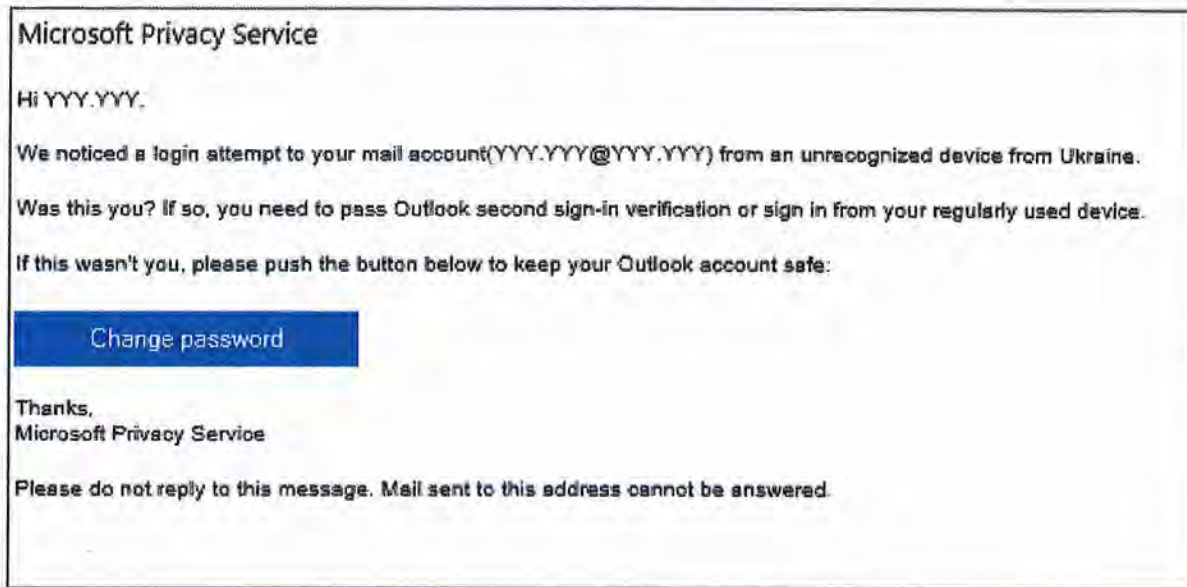 Microsoft Privacy Service
Hi YYY.YYY,
We noticed a login attempt to your mail account(YYY.YYY@YYY.YYY) from an unrecognized device from Ukraine.
Was this you? If so, you need to pass Outlook second sign-in verification or sign in from your regularly used device.
If this wasn't you, please push the button below to keep your Outlook account safe:
Change password
Thanks,
Microsoft Privacy Service
Please do not reply to this message. Mail sent to this address cannot be answered.